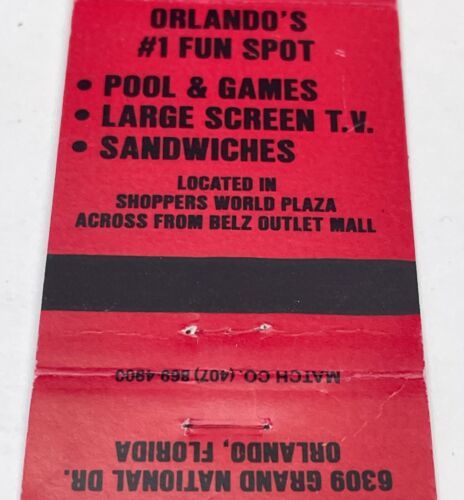 ORLANDO'S
#1 FUN SPOT
• POOL & GAMES
• LARGE SCREEN T.V.
• SANDWICHES
LOCATED IN
SHOPPERS WORLD PLAZA
ACROSS FROM BELZ OUTLET MALL
MATCH CO. (407) 869-4900
6309 GRAND NATIONAL DR.
ORLANDO, FLORIDA